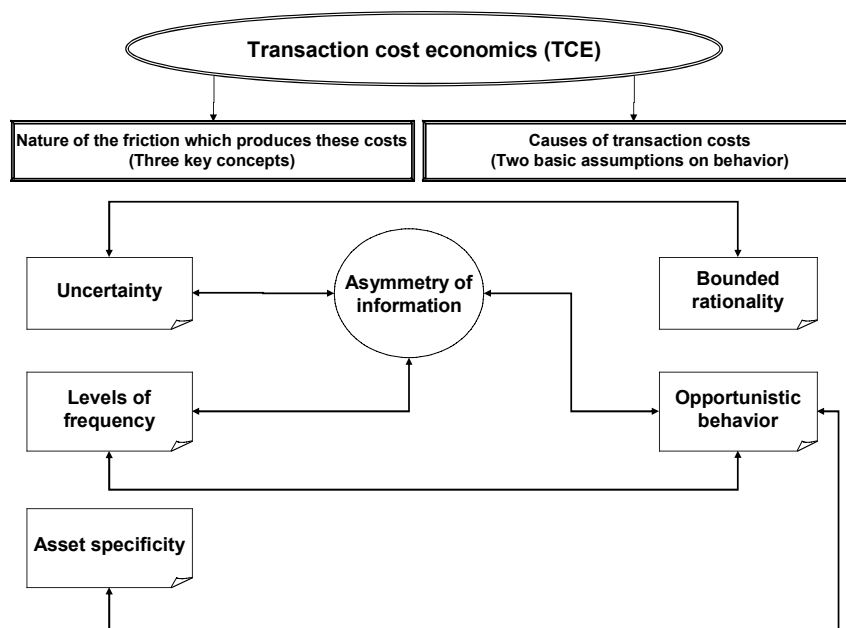 Transaction cost economics (TCE)
Nature of the friction which produces these costs
(Three key concepts)
Causes of transaction costs
(Two basic assumptions on behavior)
Uncertainty
Asymmetry of
information
Bounded
rationality
Levels of
frequency
Opportunistic
behavior
Asset specificity